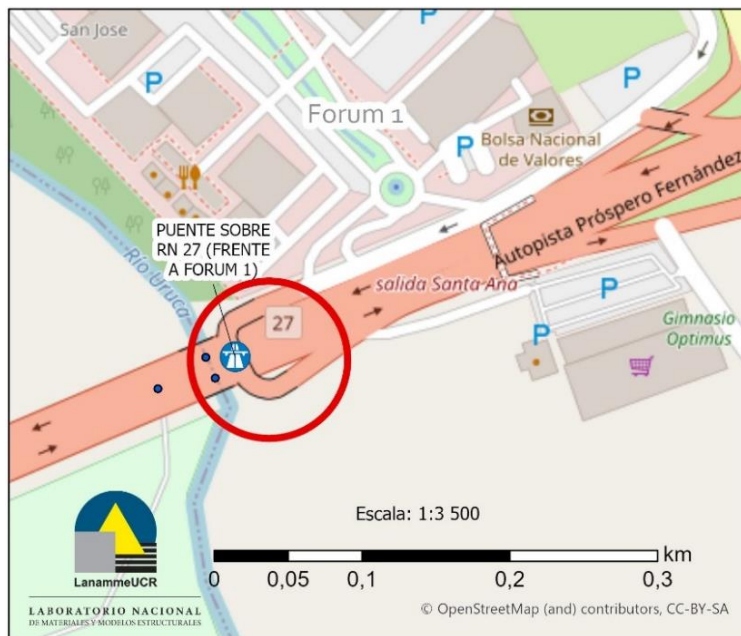 San Jose
P
P
P
Forum 1
P
Bolsa Nacional
de Valores
Autopista Próspero Fernández
PUENTE SOBRE
RN 27 (FRENTE
A FORUM 1)
Río Uruca
salida Santa Ana
27
P
P
Gimnasio
Optimus
Escala: 1:3 500
km
0
0,05
0,1
0,2
0,3
LanammeUCR
LABORATORIO NACIONAL
DE MATERIALES Y MODELOS ESTRUCTURALES
© OpenStreetMap (and) contributors, CC-BY-SA